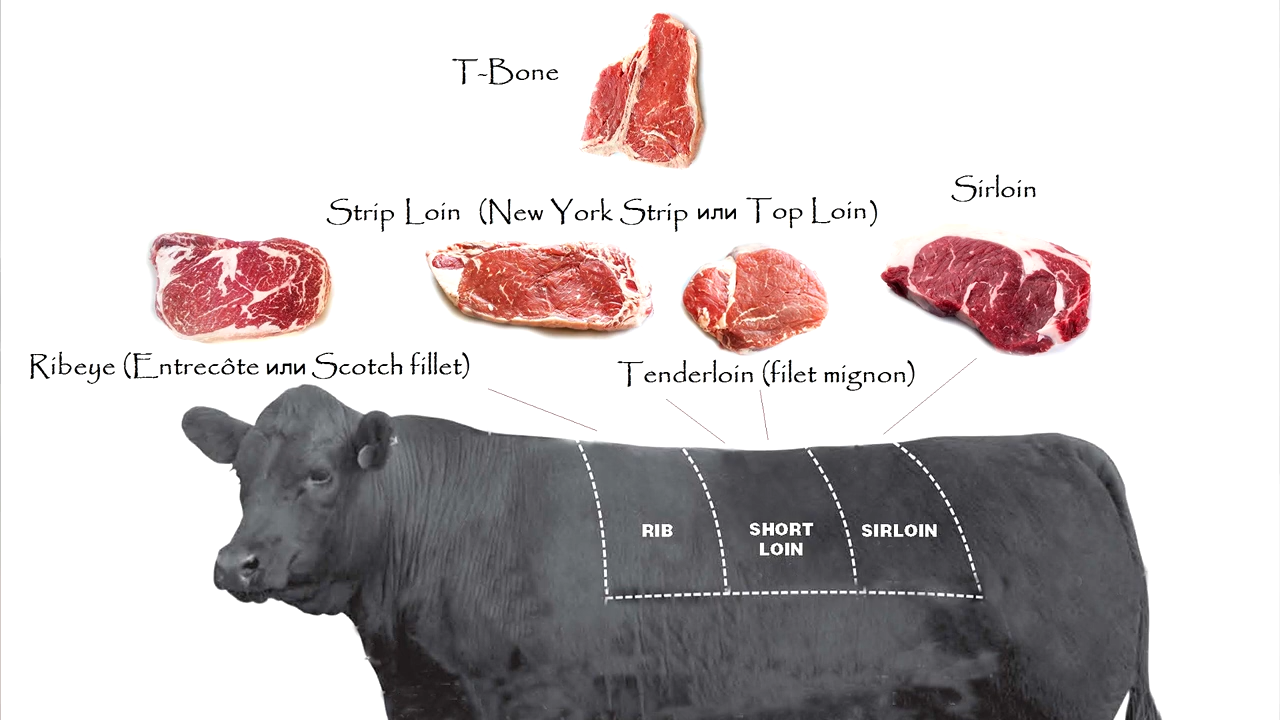 T-Bone
Sirloin
Strip Loin (New York Strip или Top Loin)
Ribeye (Entrecôte или Scotch fillet)
Tenderloin (filet mignon)
RIB
SHORT
LOIN
SIRLOIN